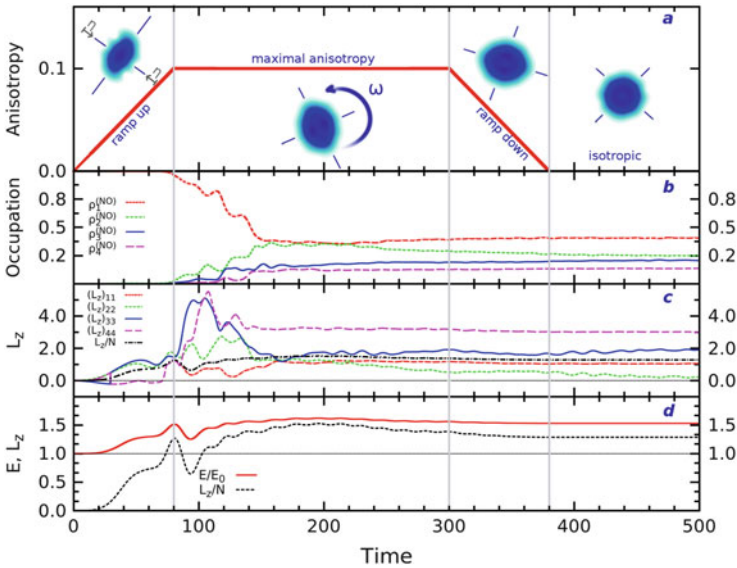 a
η
η
0.1
maximal anisotropy
ω
Anisotropy
ramp up
ramp down
isotropic
0.0
b
0.8
0.8
Occupation
ρ₁(NO)
ρ₂(NO)
ρ₃(NO)
ρ₄(NO)
0.5
0.5
0.2
0.2
c
(Lz)11
(Lz)22
(Lz)33
(Lz)44
Lz/N
Lz
4.0
4.0
2.0
2.0
0.0
0.0
d
E, Lz
1.5
1.5
1.0
1.0
E/E0
Lz/N
0.5
0.5
0.0
0 100 200 300 400 500
Time